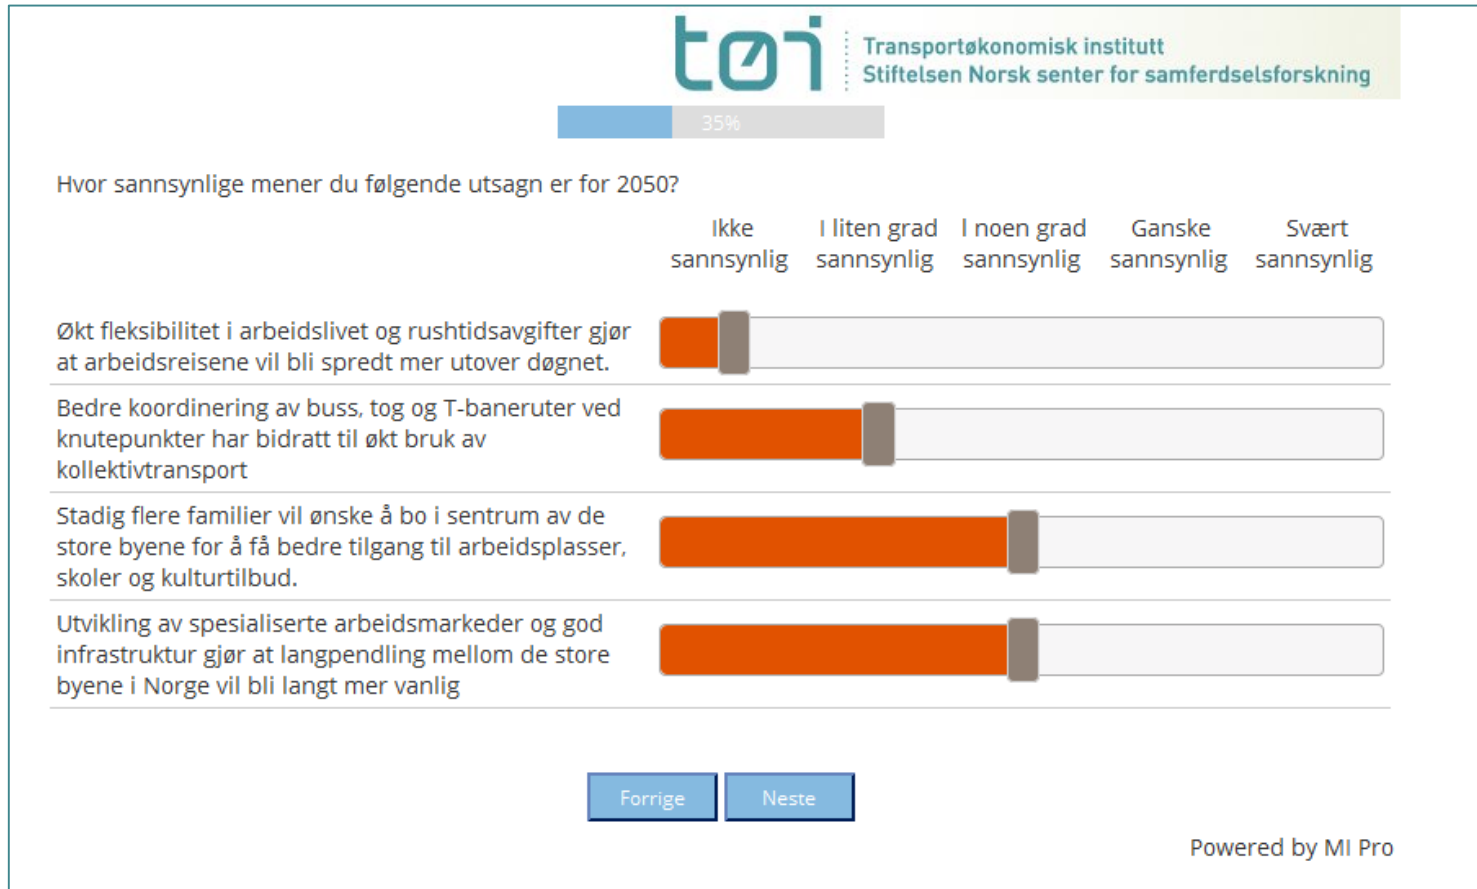 tøi
Transportøkonomisk institutt
Stiftelsen Norsk senter for samferdselsforskning
35%
Hvor sannsynlige mener du følgende utsagn er for 2050?
Ikke sannsynlig
I liten grad sannsynlig
I noen grad sannsynlig
Ganske sannsynlig
Svært sannsynlig
Økt fleksibilitet i arbeidslivet og rushtidsavgifter gjør
at arbeidsreisene vil bli spredt mer utover døgnet.
Bedre koordinering av buss, tog og T-baneruter ved
knutepunkter har bidratt til økt bruk av
kollektivtransport
Stadig flere familier vil ønske å bo i sentrum av de
store byene for å få bedre tilgang til arbeidsplasser,
skoler og kulturtilbud.
Utvikling av spesialiserte arbeidsmarkeder og god
infrastruktur gjør at langpendling mellom de store
byene i Norge vil bli langt mer vanlig
Forrige
Neste
Powered by MI Pro